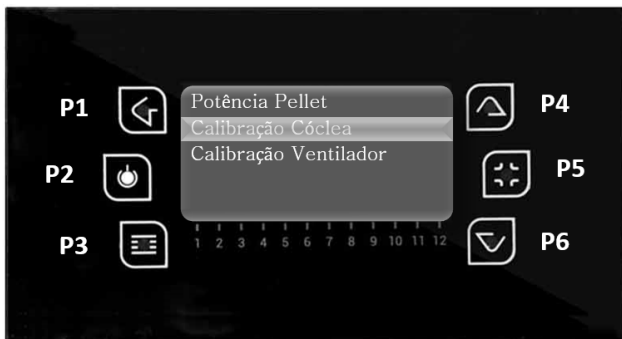 P1
P2
P3
Potência Pellet
Calibração Cóclea
Calibração Ventilador
1 2 3 4 5 6 7 8 9 10 11 12
P4
P5
P6